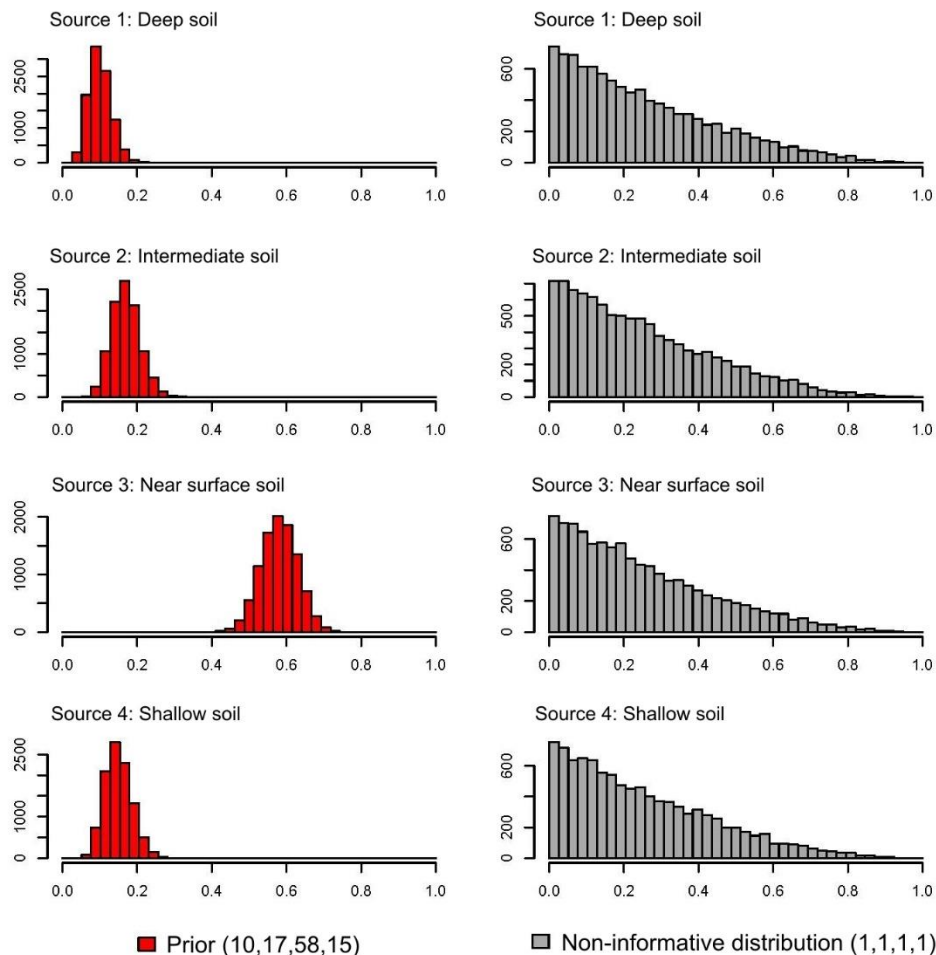 Source 1: Deep soil
2500
1000
0
0.0 0.2 0.4 0.6 0.8 1.0
Source 1: Deep soil
600
200
0
0.0 0.2 0.4 0.6 0.8 1.0
Source 2: Intermediate soil
2500
1000
0
0.0 0.2 0.4 0.6 0.8 1.0
Source 2: Intermediate soil
500
200
0
0.0 0.2 0.4 0.6 0.8 1.0
Source 3: Near surface soil
2000
1000
0
0.0 0.2 0.4 0.6 0.8 1.0
Source 3: Near surface soil
600
200
0
0.0 0.2 0.4 0.6 0.8 1.0
Source 4: Shallow soil
2500
1000
0
0.0 0.2 0.4 0.6 0.8 1.0
Source 4: Shallow soil
600
200
0
0.0 0.2 0.4 0.6 0.8 1.0
Prior (10,17,58,15)
Non-informative distribution (1,1,1,1)